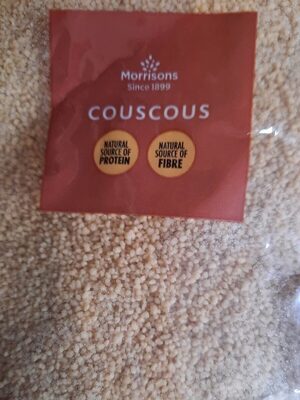 Morrisons
Since 1899
COUSCOUS
NATURAL
SOURCE OF
PROTEIN
NATURAL
SOURCE OF
FIBRE